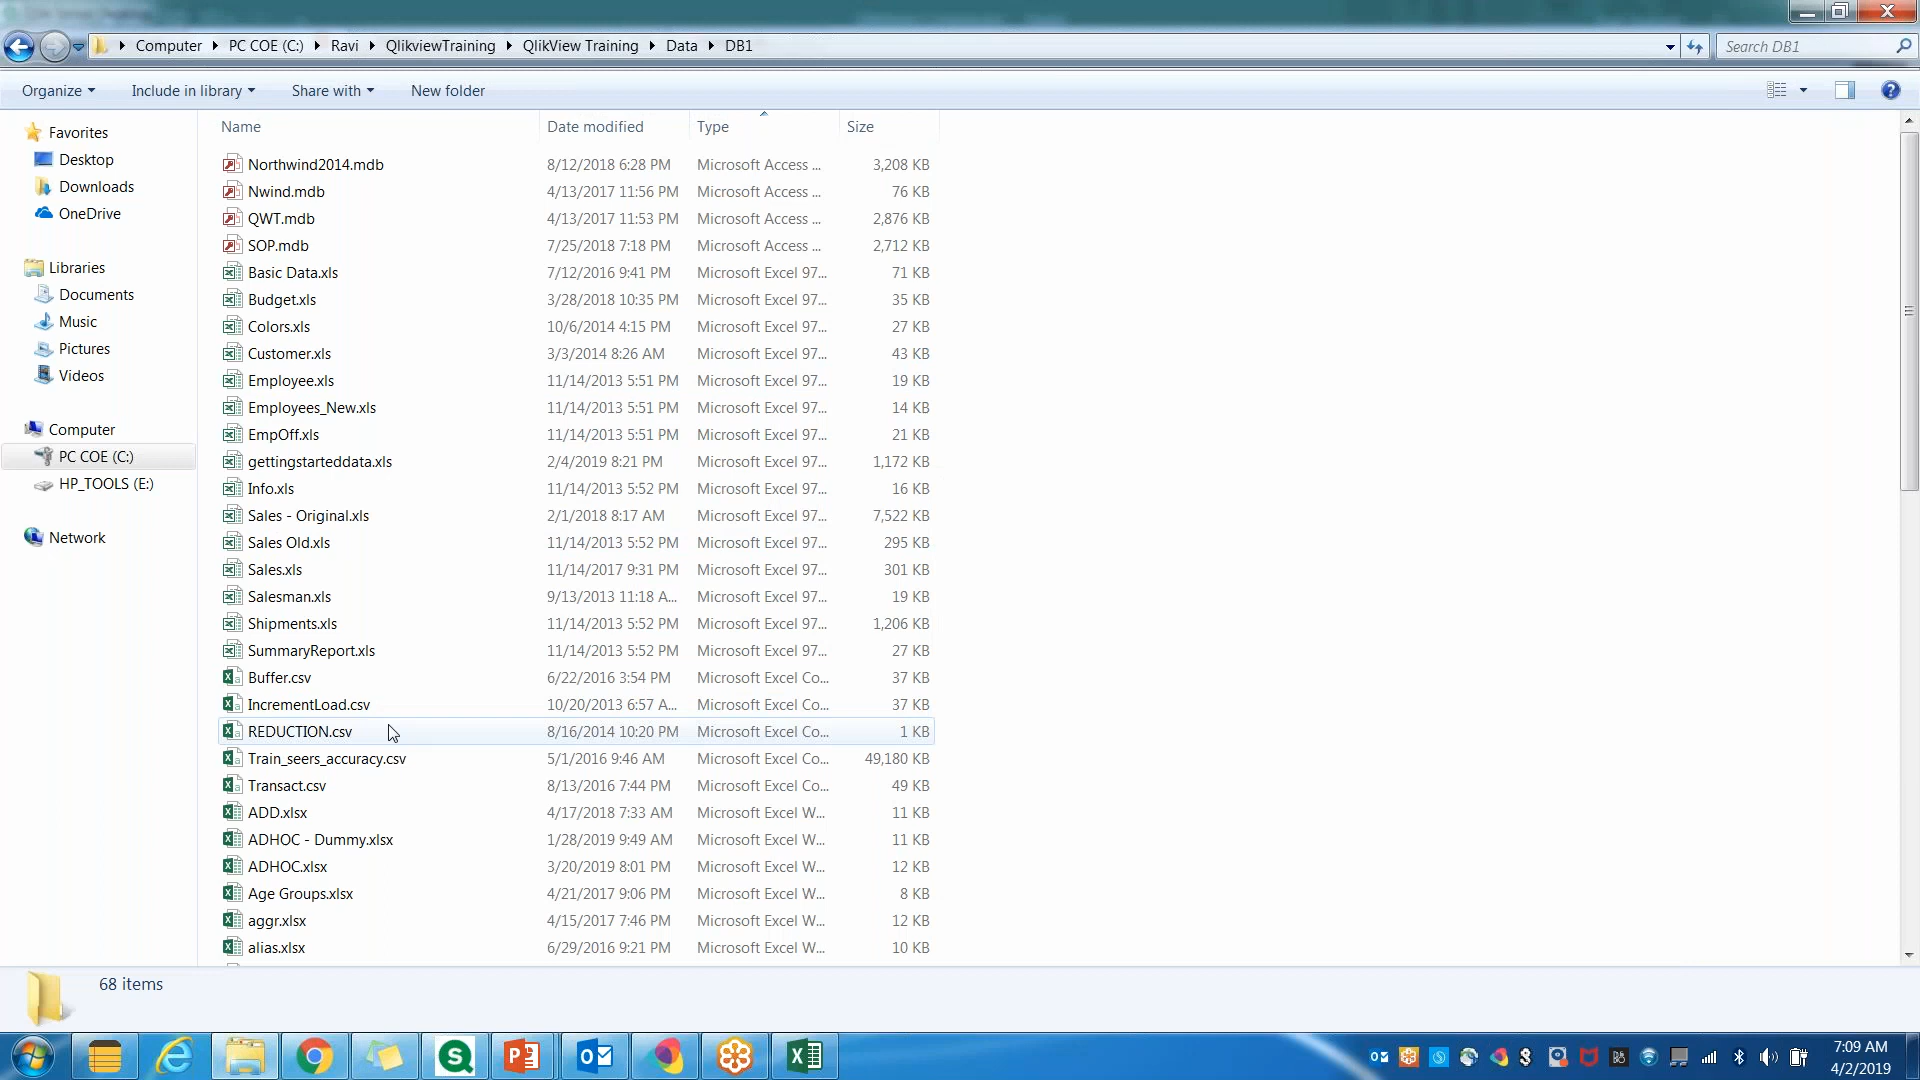 Computer PC COE (C:) Ravi QlikviewTraining QlikView Training Data DB1 Search DB1
Organize Include in library Share with New folder
Favorites
Desktop
Downloads
OneDrive
Libraries
Documents
Music
Pictures
Videos
Computer
PC COE (C:)
HP_TOOLS (E:)
Network
Name Date modified Type Size
Northwind2014.mdb 8/12/2018 6:28 PM Microsoft Access ... 3,208 KB
Nwind.mdb 4/13/2017 11:56 PM Microsoft Access ... 76 KB
QWT.mdb 4/13/2017 11:53 PM Microsoft Access ... 2,876 KB
SOP.mdb 7/25/2018 7:18 PM Microsoft Access ... 2,712 KB
Basic Data.xls 7/12/2016 9:41 PM Microsoft Excel 97... 71 KB
Budget.xls 3/28/2018 10:35 PM Microsoft Excel 97... 35 KB
Colors.xls 10/6/2014 4:15 PM Microsoft Excel 97... 27 KB
Customer.xls 3/3/2014 8:26 AM Microsoft Excel 97... 43 KB
Employee.xls 11/14/2013 5:51 PM Microsoft Excel 97... 19 KB
Employees_New.xls 11/14/2013 5:51 PM Microsoft Excel 97... 14 KB
EmpOff.xls 11/14/2013 5:51 PM Microsoft Excel 97... 21 KB
gettingstarteddata.xls 2/4/2019 8:21 PM Microsoft Excel 97... 1,172 KB
Info.xls 11/14/2013 5:52 PM Microsoft Excel 97... 16 KB
Sales - Original.xls 2/1/2018 8:17 AM Microsoft Excel 97... 7,522 KB
Sales Old.xls 11/14/2013 5:52 PM Microsoft Excel 97... 295 KB
Sales.xls 11/14/2017 9:31 PM Microsoft Excel 97... 301 KB
Salesman.xls 9/13/2013 11:18 A... Microsoft Excel 97... 19 KB
Shipments.xls 11/14/2013 5:52 PM Microsoft Excel 97... 1,206 KB
SummaryReport.xls 11/14/2013 5:52 PM Microsoft Excel 97... 27 KB
Buffer.csv 6/22/2016 3:54 PM Microsoft Excel Co... 37 KB
IncrementLoad.csv 10/20/2013 6:57 A... Microsoft Excel Co... 37 KB
REDUCTION.csv 8/16/2014 10:20 PM Microsoft Excel Co... 1 KB
Train_seers_accuracy.csv 5/1/2016 9:46 AM Microsoft Excel Co... 49,180 KB
Transact.csv 8/13/2016 7:44 PM Microsoft Excel Co... 49 KB
ADD.xlsx 4/17/2018 7:33 AM Microsoft Excel W... 11 KB
ADHOC - Dummy.xlsx 1/28/2019 9:49 AM Microsoft Excel W... 11 KB
ADHOC.xlsx 3/20/2019 8:01 PM Microsoft Excel W... 12 KB
Age Groups.xlsx 4/21/2017 9:06 PM Microsoft Excel W... 8 KB
aggr.xlsx 4/15/2017 7:46 PM Microsoft Excel W... 12 KB
alias.xlsx 6/29/2016 9:21 PM Microsoft Excel W... 10 KB
68 items
7:09 AM
4/2/2019